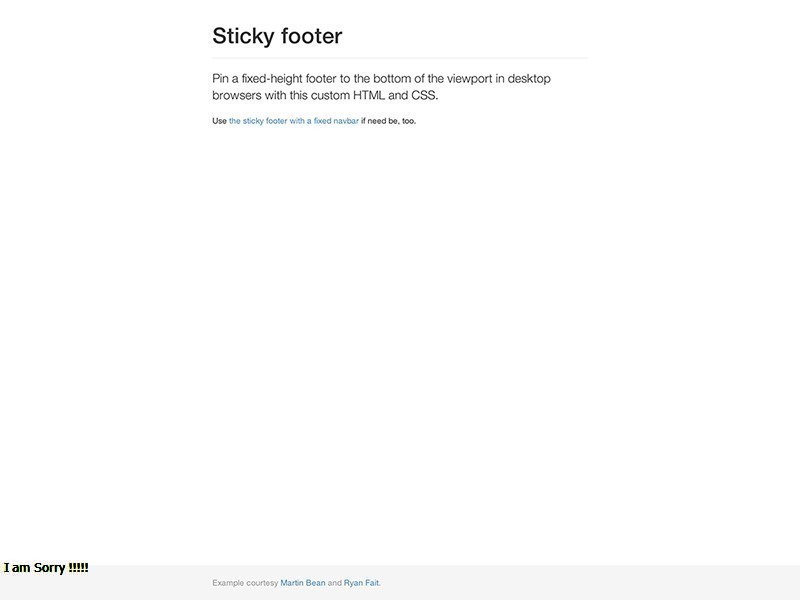 Sticky footer
Pin a fixed-height footer to the bottom of the viewport in desktop
browsers with this custom HTML and CSS.
Use the sticky footer with a fixed navbar if need be, too.
I am Sorry !!!!!
Example courtesy Martin Bean and Ryan Fait.